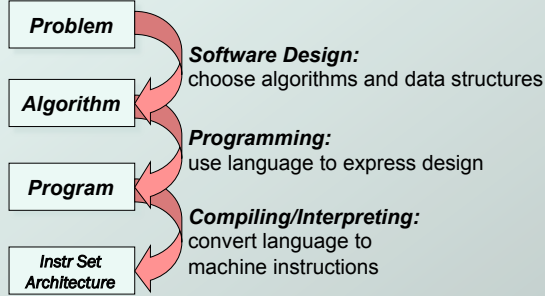 Problem
Software Design:
choose algorithms and data structures
Algorithm
Programming:
use language to express design
Program
Compiling/Interpreting:
convert language to
machine instructions
Instr Set
Architecture